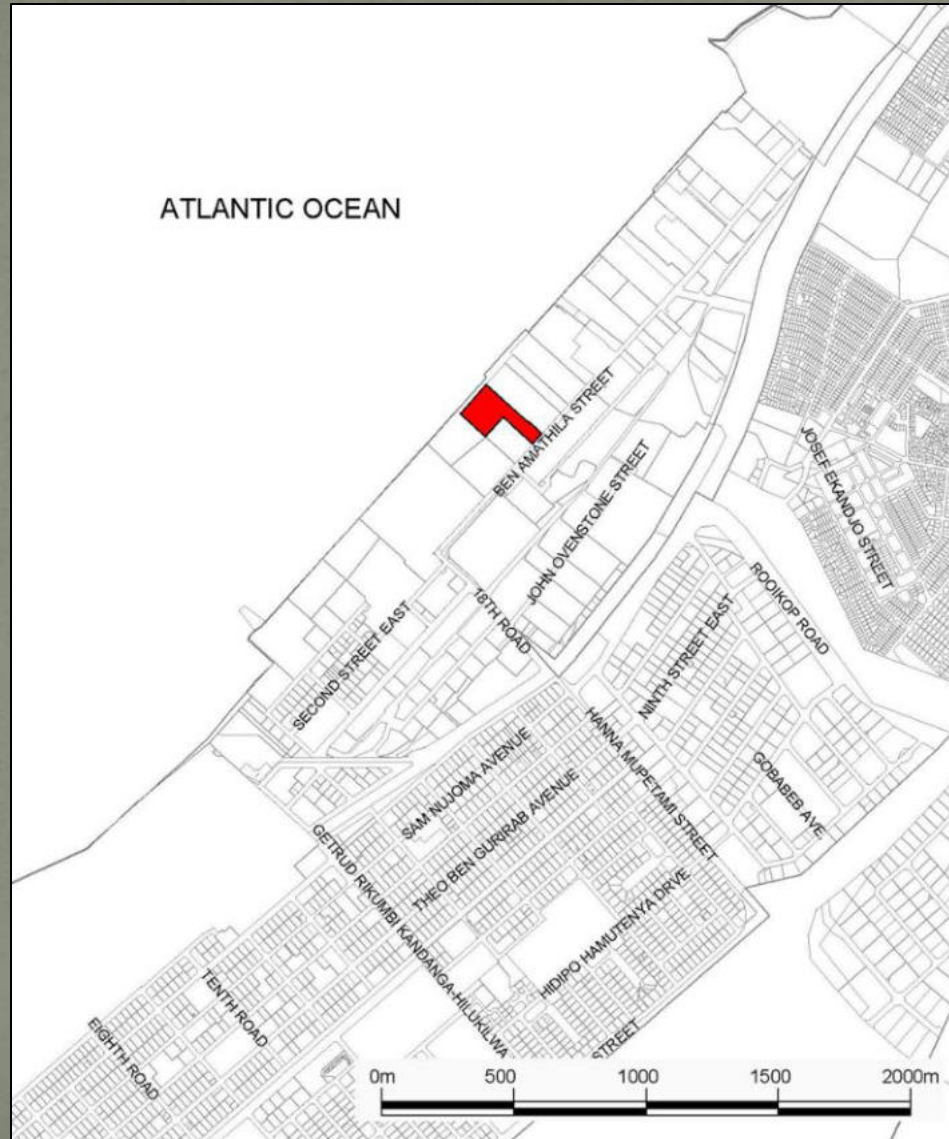 ATLANTIC OCEAN
BEN AMATHILA STREET
JOHN OVENSTONE STREET
JOSEF EKANDJO STREET
ROOIKOP ROAD
18TH ROAD
SECOND STREET EAST
NINTH STREET EAST
HANNA MUPETAMI STREET
GOBABEB AVE.
SAM NUJOMA AVENUE
THEO BEN GURIRAB AVENUE
GETRUD RIKUMBI KANDANGA-HILUKILWA
HIDIPO HAMUTENYA DRVE
TENTH ROAD
EIGHTH ROAD
STREET
0m 500 1000 1500 2000m